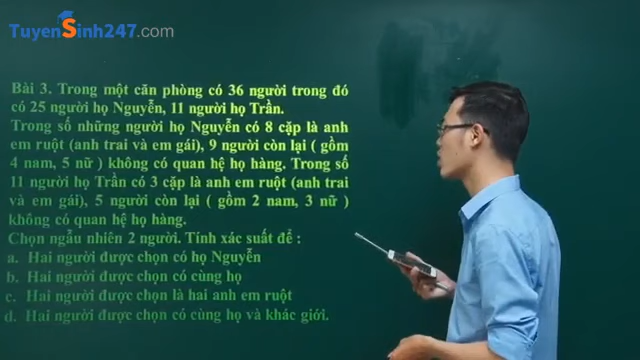 TuyenSinh247.com
Bài 3. Trong một căn phòng có 36 người trong đó
có 25 người họ Nguyễn, 11 người họ Trần.
Trong số những người họ Nguyễn có 8 cặp là anh
em ruột (anh trai và em gái), 9 người còn lại ( gồm
4 nam, 5 nữ ) không có quan hệ họ hàng. Trong số
11 người họ Trần có 3 cặp là anh em ruột (anh trai
và em gái), 5 người còn lại ( gồm 2 nam, 3 nữ )
không có quan hệ họ hàng.
Chọn ngẫu nhiên 2 người. Tính xác suất để :
a. Hai người được chọn có họ Nguyễn
b. Hai người được chọn có cùng họ
c. Hai người được chọn là hai anh em ruột
d. Hai người được chọn có cùng họ và khác giới.